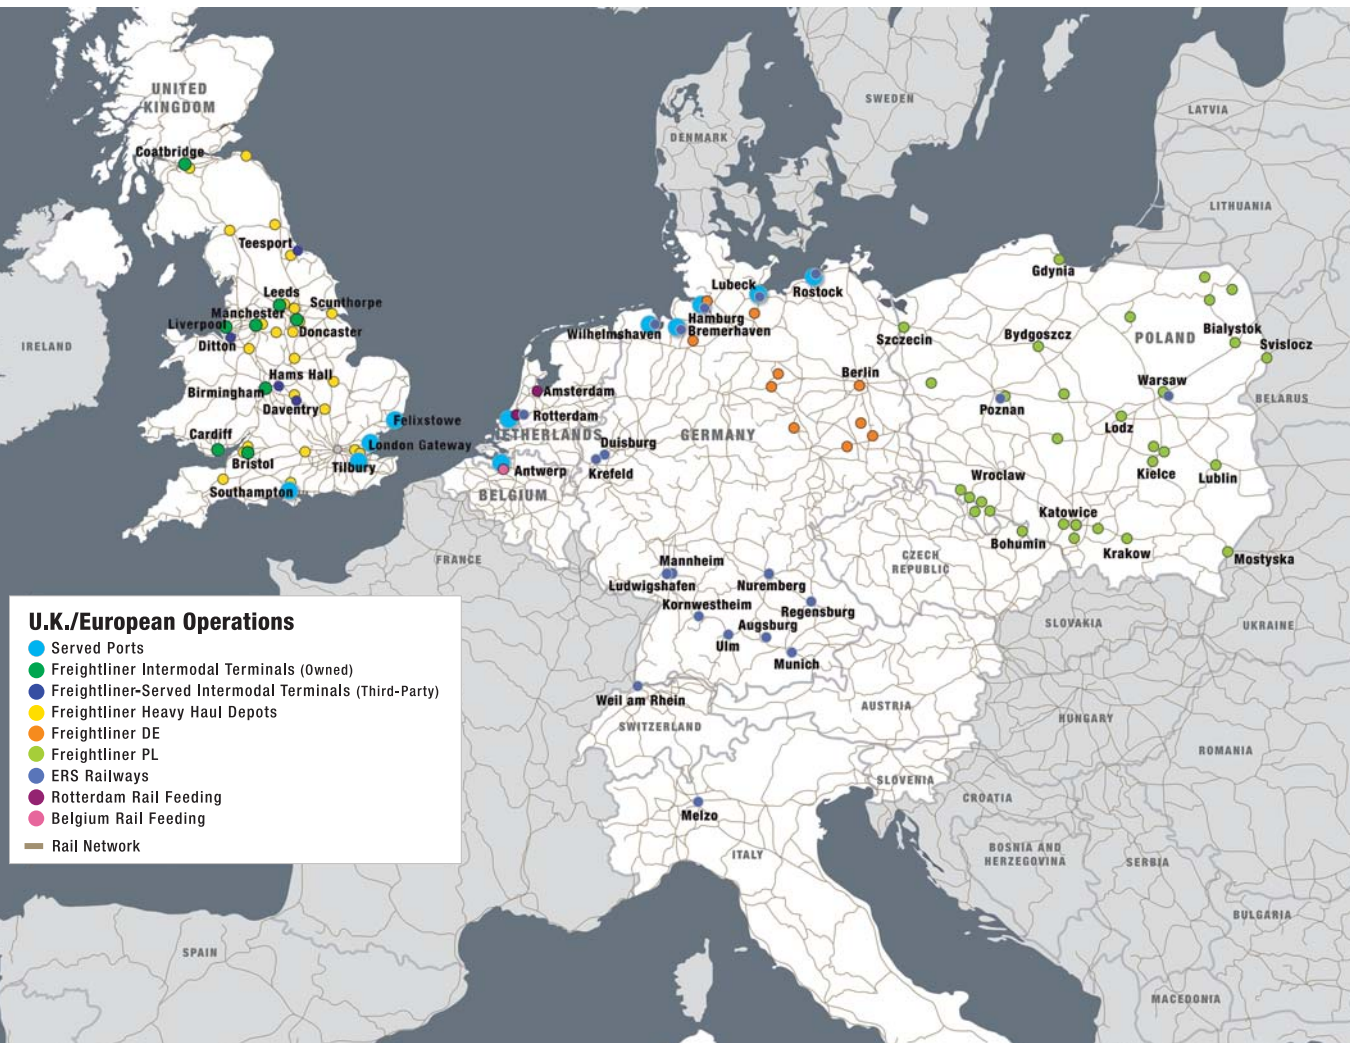 UNITED
KINGDOM
SWEDEN
LATVIA
DENMARK
Coatbridge
LITHUANIA
Teesport
Gdynia
Lubeck
Rostock
Leeds
Scunthorpe
Manchester
Liverpool
Doncaster
Hamburg
Bremerhaven
Wilhelmshaven
Szczecin
Bydgoszcz
POLAND
Bialystok
Svislocz
IRELAND
Ditton
Hams Hall
Birmingham
Daventry
Berlin
Warsaw
Amsterdam
Poznan
BELARUS
Felixstowe
Rotterdam
Lodz
Cardiff
London Gateway
NETHERLANDS
GERMANY
Duisburg
Bristol
Tilbury
Antwerp
Krefeld
Wroclaw
Kielce
Lublin
Southampton
BELGIUM
Katowice
Bohumin
Krakow
FRANCE
CZECH
REPUBLIC
Mostyska
Mannheim
Ludwigshafen
Nuremberg
Kornwestheim
Regensburg
Augsburg
SLOVAKIA
UKRAINE
Ulm
Munich
Weil am Rhein
AUSTRIA
SWITZERLAND
HUNGARY
ROMANIA
SLOVENIA
CROATIA
Melzo
ITALY
BOSNIA AND
HERZEGOVINA
SERBIA
BULGARIA
SPAIN
MACEDONIA
U.K./European Operations
Served Ports
Freightliner Intermodal Terminals (Owned)
Freightliner-Served Intermodal Terminals (Third-Party)
Freightliner Heavy Haul Depots
Freightliner DE
Freightliner PL
ERS Railways
Rotterdam Rail Feeding
Belgium Rail Feeding
Rail Network